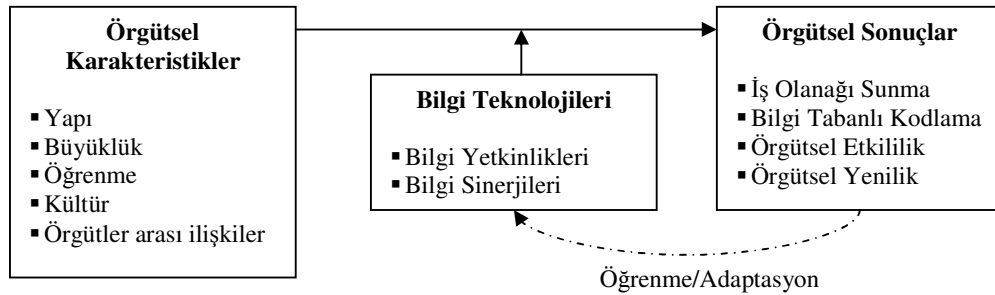 Örgütsel
Karakteristikler
▪ Yapı
▪ Büyüklük
▪ Öğrenme
▪ Kültür
▪ Örgütler arası ilişkiler
Bilgi Teknolojileri
▪ Bilgi Yetkinlikleri
▪ Bilgi Sinerjileri
Örgütsel Sonuçlar
▪ İş Olanağı Sunma
▪ Bilgi Tabanlı Kodlama
▪ Örgütsel Etkililik
▪ Örgütsel Yenilik
Öğrenme/Adaptasyon